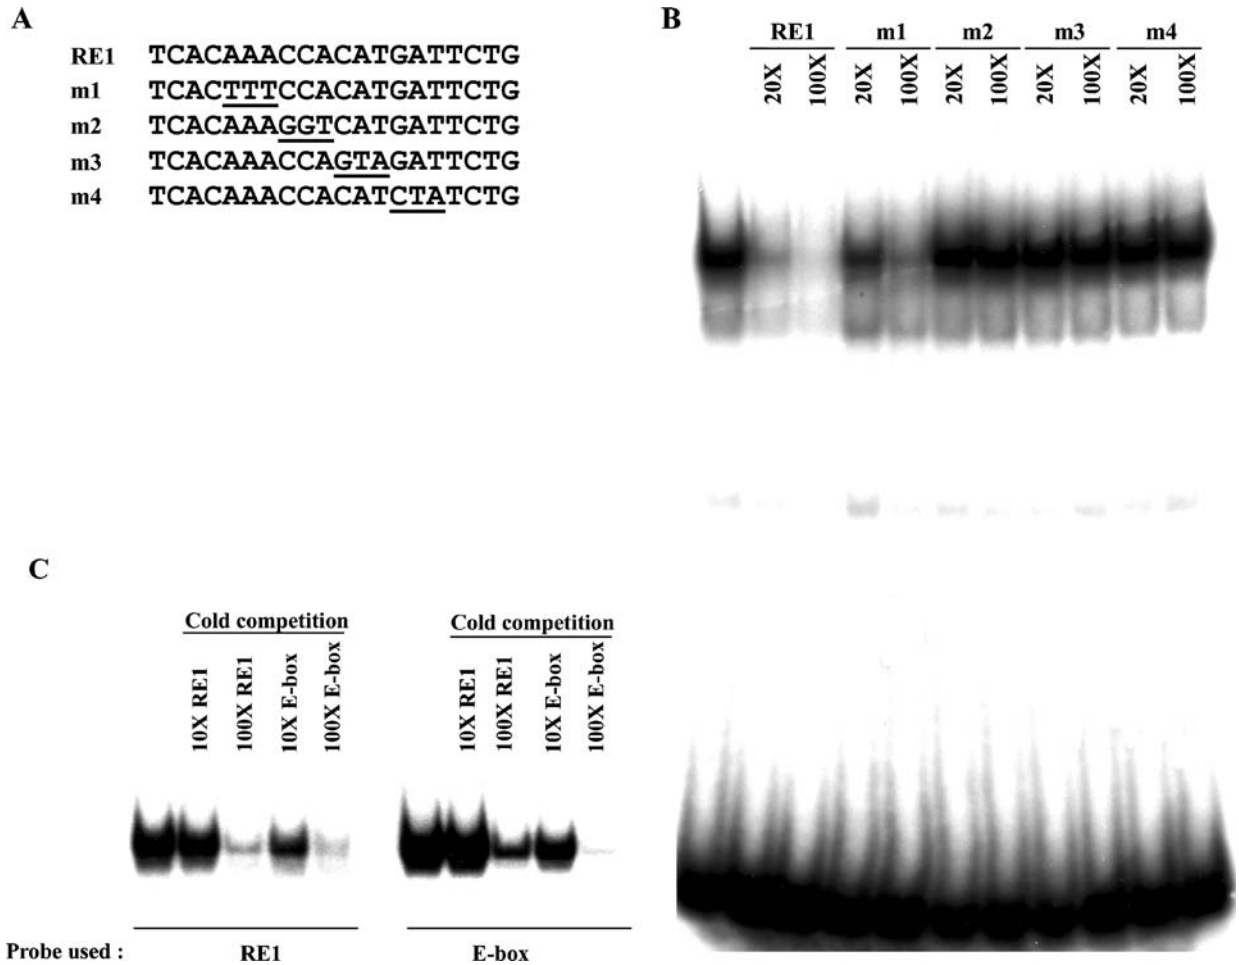 A
RE1 TCACAAACCACATGATTCTG
m1 TCACTTTCCACATGATTCTG
m2 TCACAAAGGTCATGATTCTG
m3 TCACAAACCAGTAGATTCTG
m4 TCACAAACCACATCTATCTG
B
RE1 m1 m2 m3 m4
20X 100X 20X 100X 20X 100X 20X 100X 20X 100X
C
Cold competition
10X RE1 100X RE1 10X E-box 100X E-box
Cold competition
10X RE1 100X RE1 10X E-box 100X E-box
Probe used : RE1 E-box